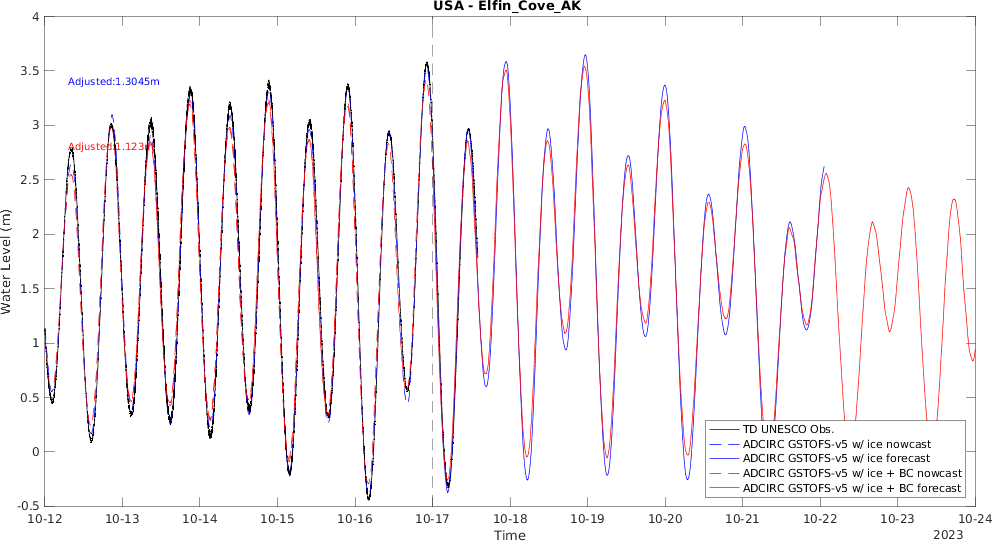 USA - Elfin_Cove_AK
4
3.5
3
2.5
2
1.5
1
0.5
0
-0.5
Water Level (m)
Adjusted:1.3045m
Adjusted:1.123m
TD UNESCO Obs.
ADCIRC GSTOFS-v5 w/ ice nowcast
ADCIRC GSTOFS-v5 w/ ice forecast
ADCIRC GSTOFS-v5 w/ ice + BC nowcast
ADCIRC GSTOFS-v5 w/ ice + BC forecast
10-12 10-13 10-14 10-15 10-16 10-17 10-18 10-19 10-20 10-21 10-22 10-23 10-24
Time
2023